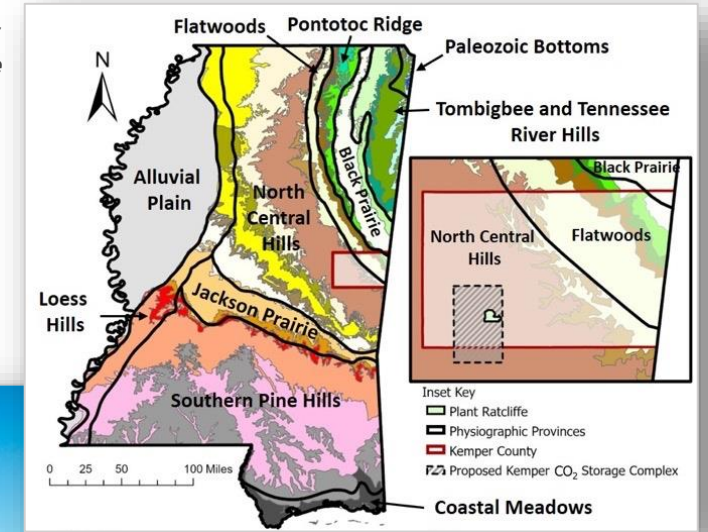 Flatwoods
Pontotoc Ridge
Paleozoic Bottoms
N
Tombigbee and Tennessee
River Hills
Black Prairie
Alluvial
Plain
North
Central
Hills
Black Prairie
North Central
Hills
Flatwoods
Loess
Hills
Jackson Prairie
Southern Pine Hills
Inset Key
Plant Ratcliffe
Physiographic Provinces
Kemper County
Proposed Kemper CO₂ Storage Complex
0 25 50 100 Miles
Coastal Meadows